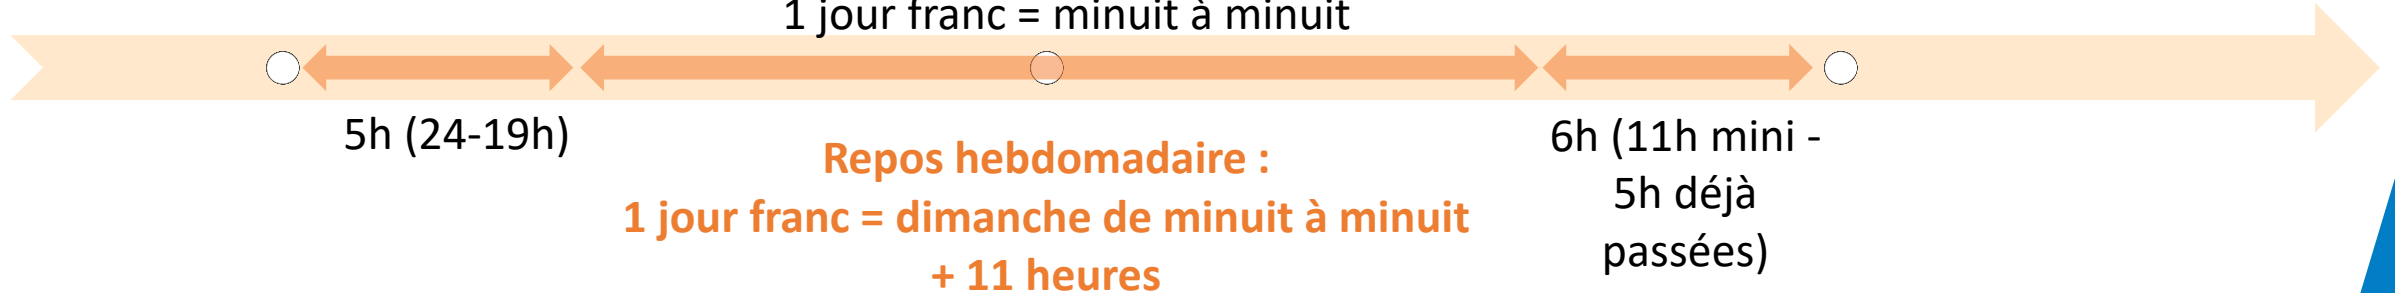 1 jour franc = minuit à minuit
5h (24-19h)
Repos hebdomadaire :
1 jour franc = dimanche de minuit à minuit
+ 11 heures
6h (11h mini -
5h déjà
passées)